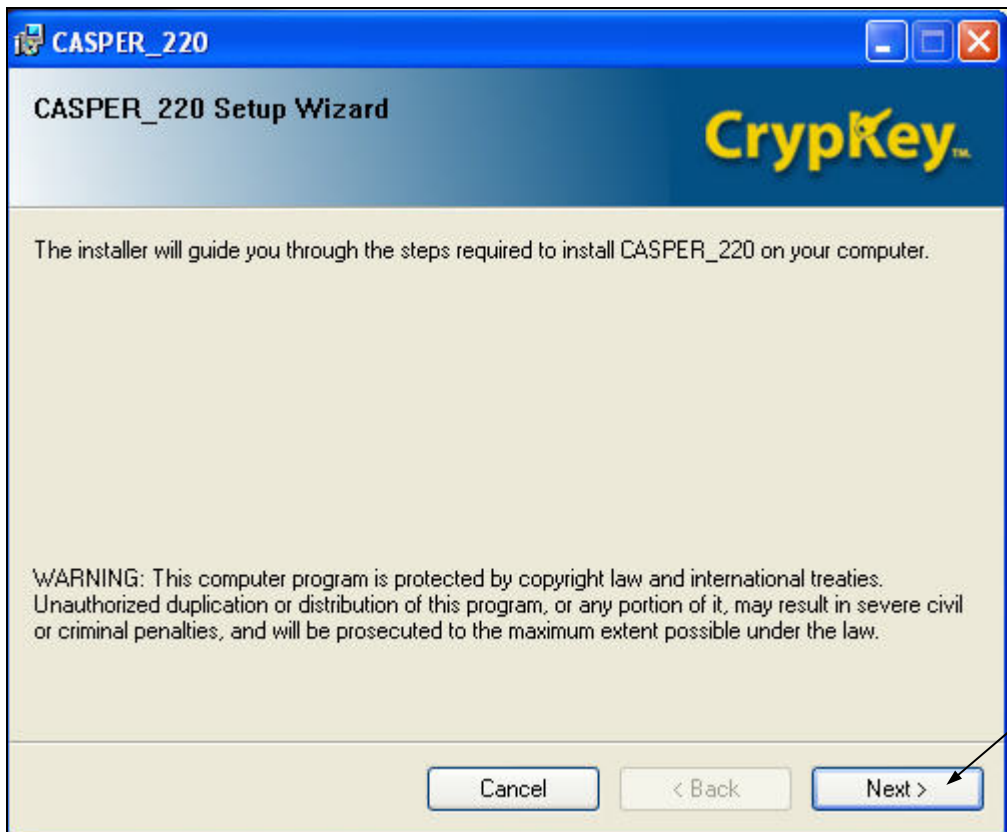 CASPER_220
CASPER_220 Setup Wizard
CrypKey™
The installer will guide you through the steps required to install CASPER_220 on your computer.
WARNING: This computer program is protected by copyright law and international treaties.
Unauthorized duplication or distribution of this program, or any portion of it, may result in severe civil
or criminal penalties, and will be prosecuted to the maximum extent possible under the law.
Cancel < Back Next >